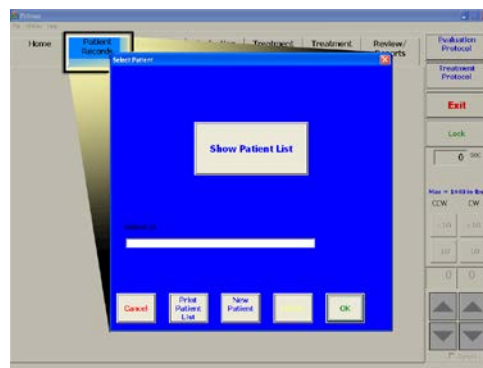 Home
Patient
Records
Treatment
Treatment
Review/
Reports
Select Patient
Show Patient List
Cancel
Print
Patient
List
New
Patient
OK
Evaluation
Protocol
Treatment
Protocol
Exit
Lock
0 sec
CCW CW
0 0